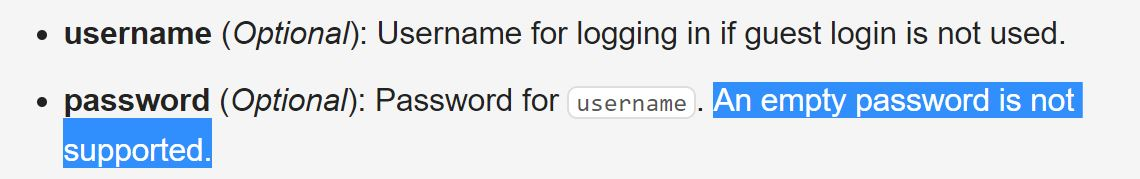 • username (Optional): Username for logging in if guest login is not used.
• password (Optional): Password for username. An empty password is not
supported.